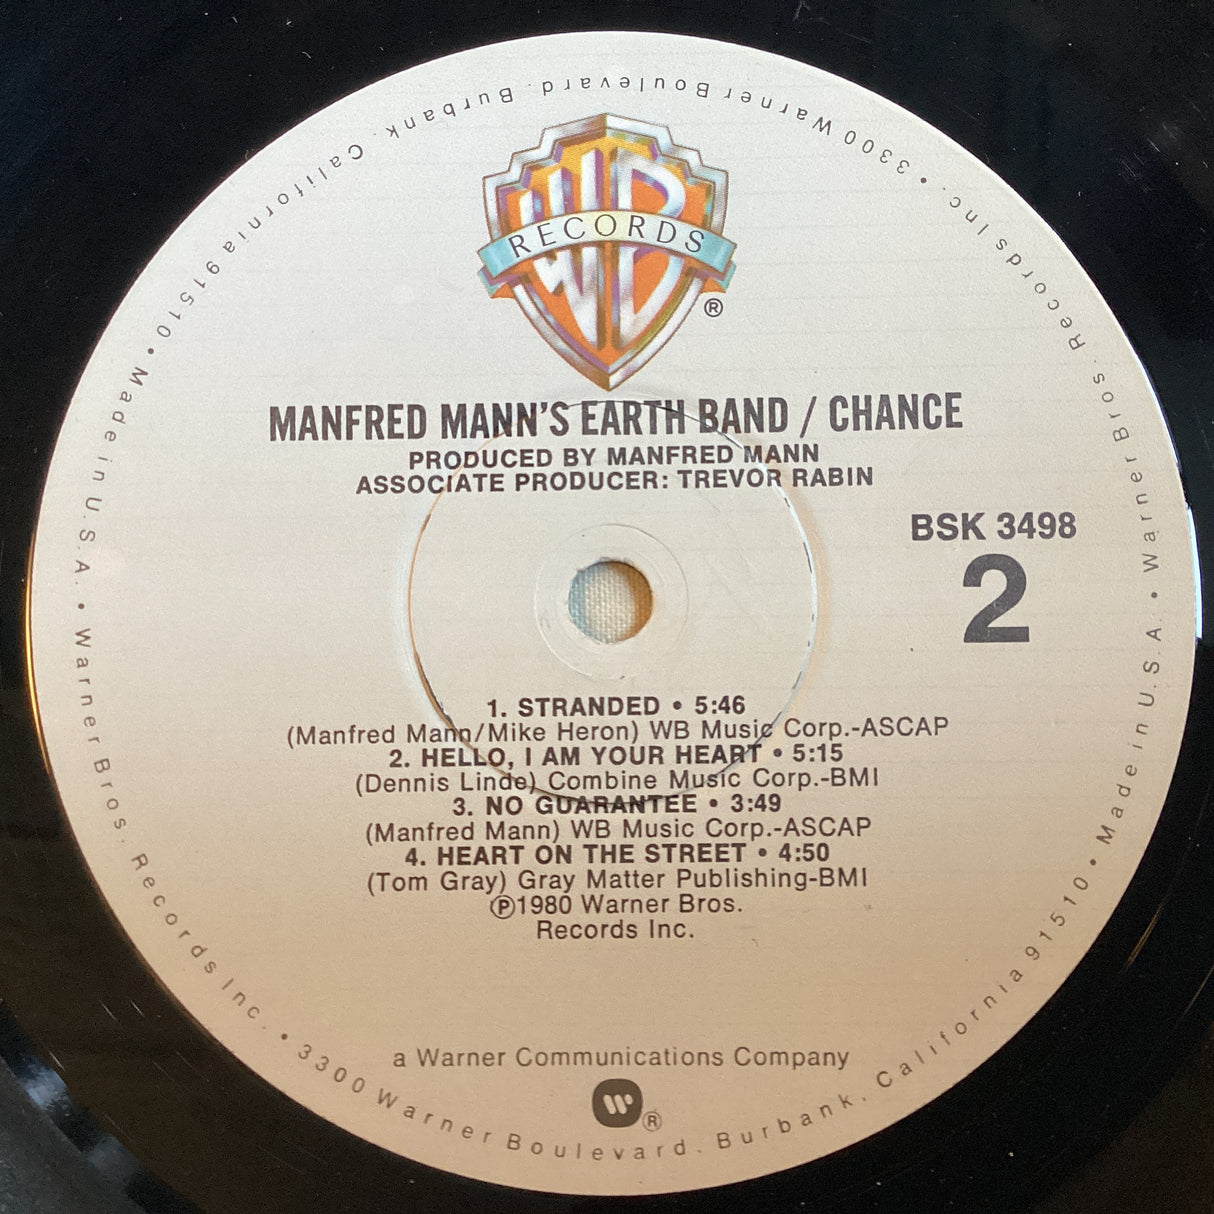 WB
RECORDS
®
MANFRED MANN'S EARTH BAND / CHANCE
PRODUCED BY MANFRED MANN
ASSOCIATE PRODUCER: TREVOR RABIN
BSK 3498
2
1. STRANDED • 5:46
(Manfred Mann/Mike Heron) WB Music Corp.-ASCAP
2. HELLO, I AM YOUR HEART • 5:15
(Dennis Linde) Combine Music Corp.-BMI
3. NO GUARANTEE • 3:49
(Manfred Mann) WB Music Corp.-ASCAP
4. HEART ON THE STREET • 4:50
(Tom Gray) Gray Matter Publishing-BMI
Ⓟ1980 Warner Bros.
Records Inc.
a Warner Communications Company
W®
Warner Bros. Records Inc. • 3300 Warner Boulevard. Burbank. California 91510 • Made in U.S.A. • Warner Bros. Records Inc. • 3300 Warner Boulevard. Burbank. California 91510 • Made in U.S.A. •